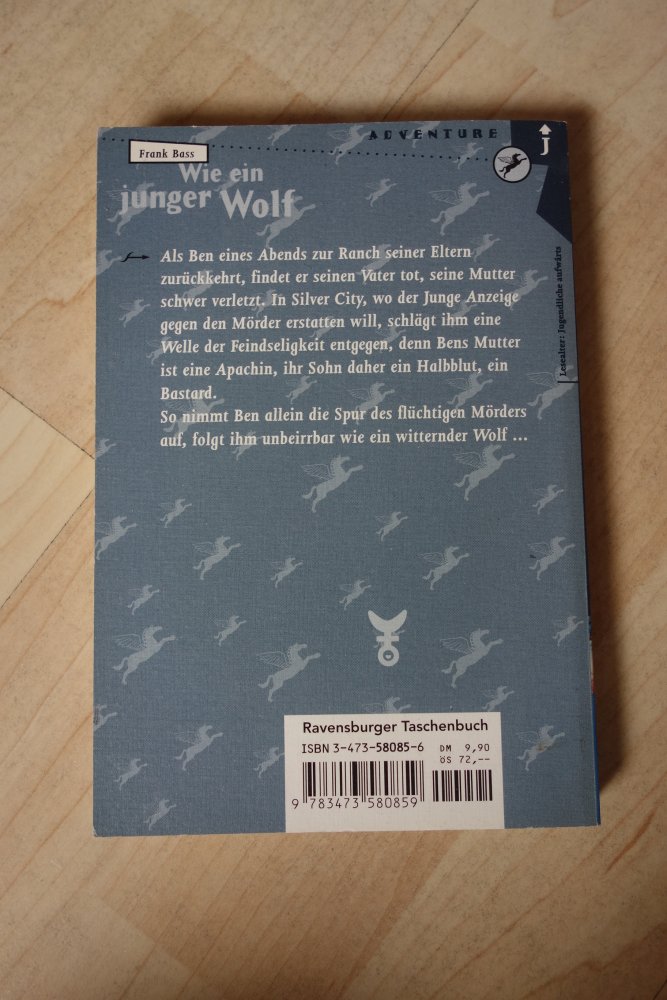 ADVENTURE
J
Frank Bass
Wie ein
junger Wolf
Als Ben eines Abends zur Ranch seiner Eltern
zurückkehrt, findet er seinen Vater tot, seine Mutter
schwer verletzt. In Silver City, wo der Junge Anzeige
gegen den Mörder erstatten will, schlägt ihm eine
Welle der Feindseligkeit entgegen, denn Bens Mutter
ist eine Apachin, ihr Sohn daher ein Halbblut, ein
Bastard.
So nimmt Ben allein die Spur des flüchtigen Mörders
auf, folgt ihm unbeirrbar wie ein witternder Wolf ...
Lesealter: Jugendliche aufwärts
Ravensburger Taschenbuch
ISBN 3-473-58085-6 DM 9,90
ÖS 72,--
9 783473 580859